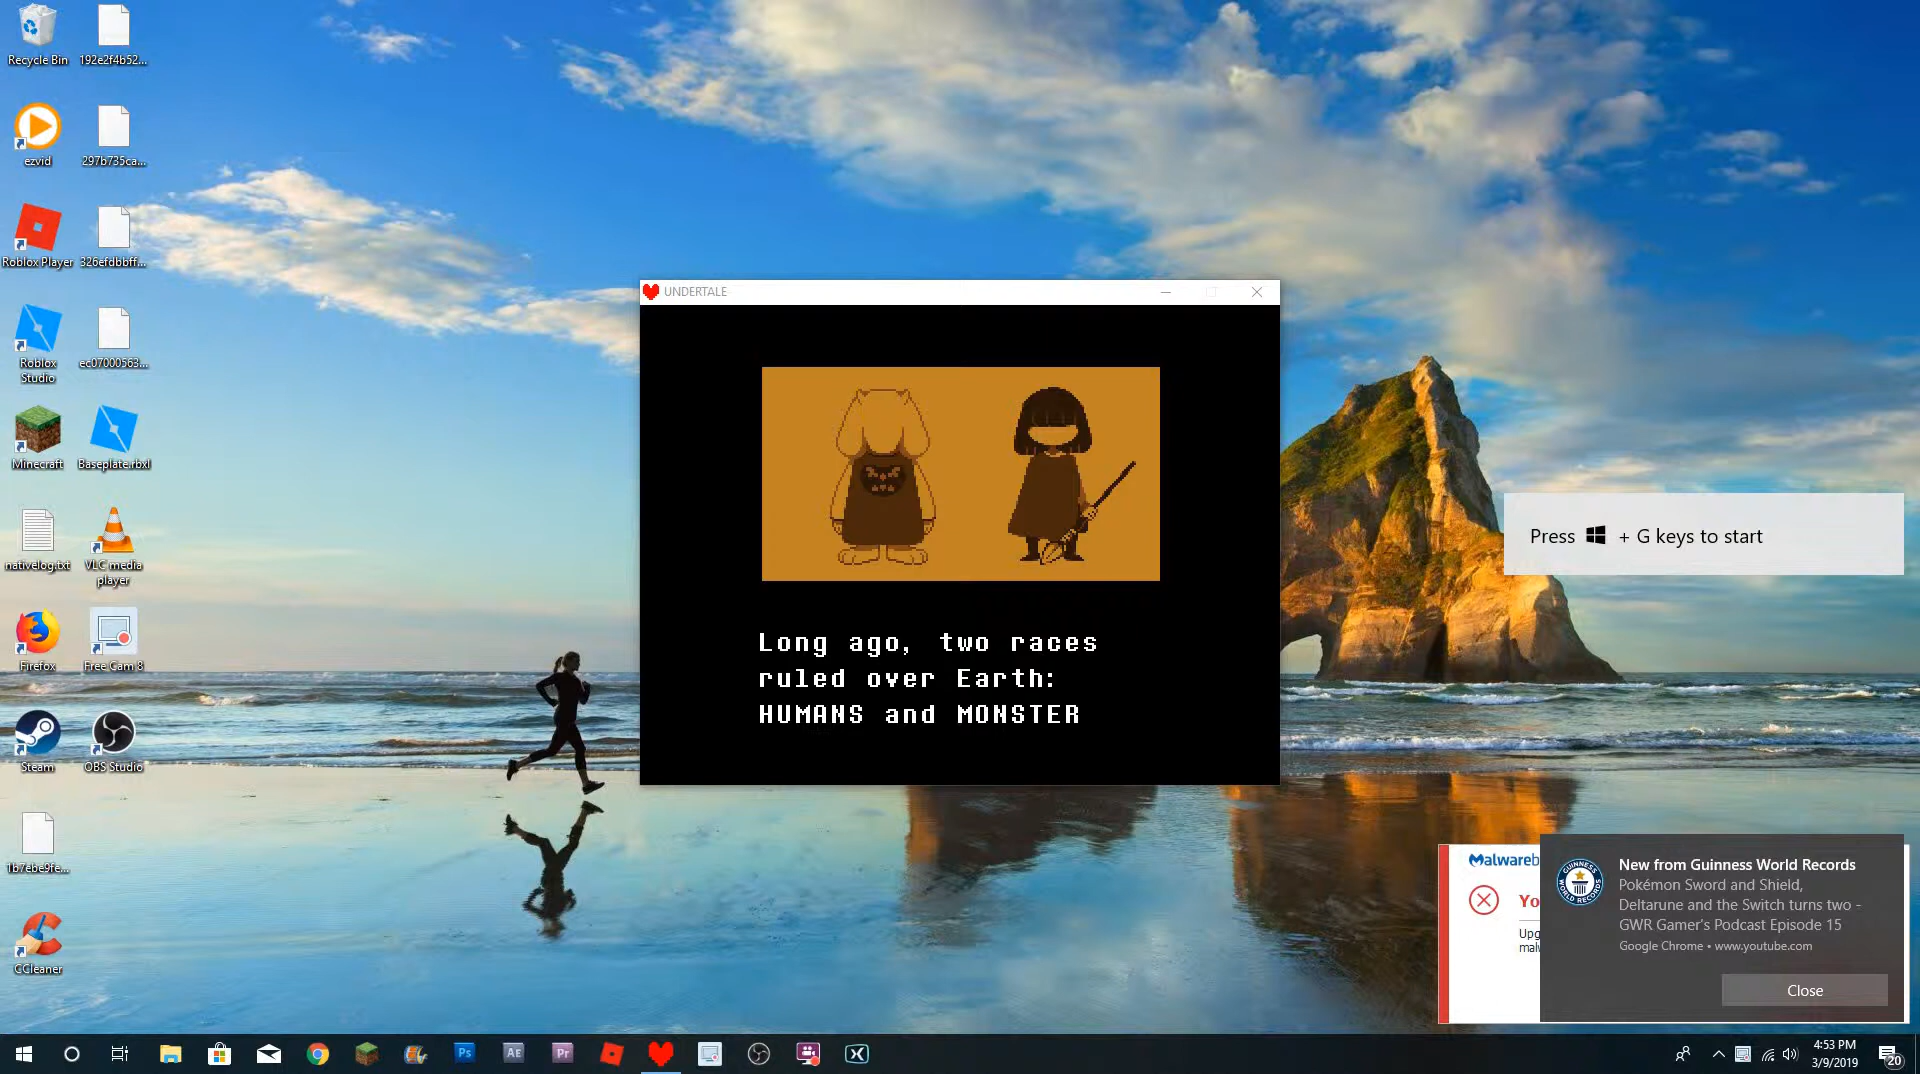 Recycle Bin
192e2f4b52...
ezvid
297b735ca...
Roblox Player
326efdbbff...
Roblox
Studio
ec07000563...
Minecraft
Baseplate.rbxl
nativelog.txt
VLC media
player
Firefox
Free Cam 8
Steam
OBS Studio
1b7ebe9fe...
CCleaner
UNDERTALE
Long ago, two races
ruled over Earth:
HUMANS and MONSTER
Press + G keys to start
Malwareb
Yo
Upg
malw
New from Guinness World Records
Pokémon Sword and Shield,
Deltarune and the Switch turns two -
GWR Gamer's Podcast Episode 15
Google Chrome • www.youtube.com
Close
GUINNESS
WORLD RECORDS
Ps
AE
Pr
4:53 PM
3/9/2019
20